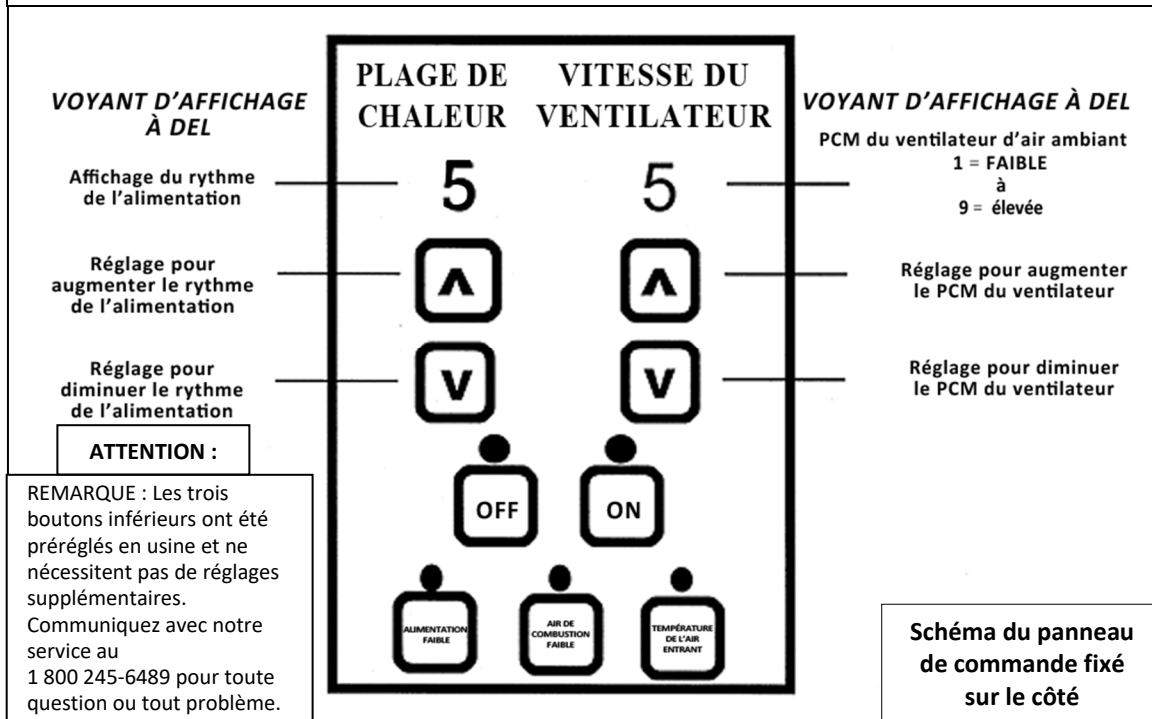 VOYANT D'AFFICHAGE
À DEL
Affichage du rythme
de l'alimentation
Réglage pour
augmenter le rythme
de l'alimentation
Réglage pour
diminuer le rythme
de l'alimentation
ATTENTION :
REMARQUE : Les trois
boutons inférieurs ont été
préréglés en usine et ne
nécessitent pas de réglages
supplémentaires.
Communiquez avec notre
service au
1 800 245-6489 pour toute
question ou tout problème.
PLAGE DE
CHALEUR
VITESSE DU
VENTILATEUR
5
5
Λ
Λ
V
V
OFF
ON
ALIMENTATION
FAIBLE
AIR DE
COMBUSTION
FAIBLE
TEMPÉRATURE
DE L'AIR
ENTRANT
VOYANT D'AFFICHAGE À DEL
PCM du ventilateur d'air ambiant
1 = FAIBLE
à
9 = élevée
Réglage pour augmenter
le PCM du ventilateur
Réglage pour diminuer
le PCM du ventilateur
Schéma du panneau
de commande fixé
sur le côté